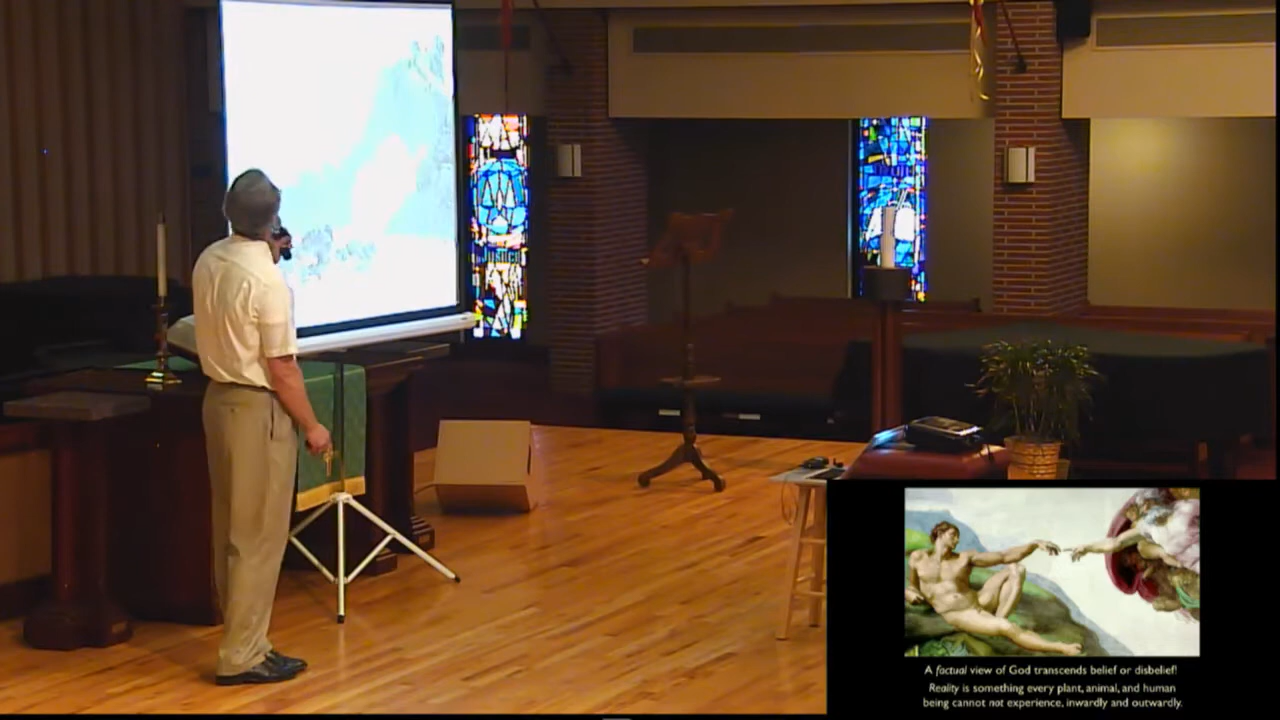 Justice
A factual view of God transcends belief or disbelief!
Reality is something every plant, animal, and human
being cannot not experience, inwardly and outwardly.